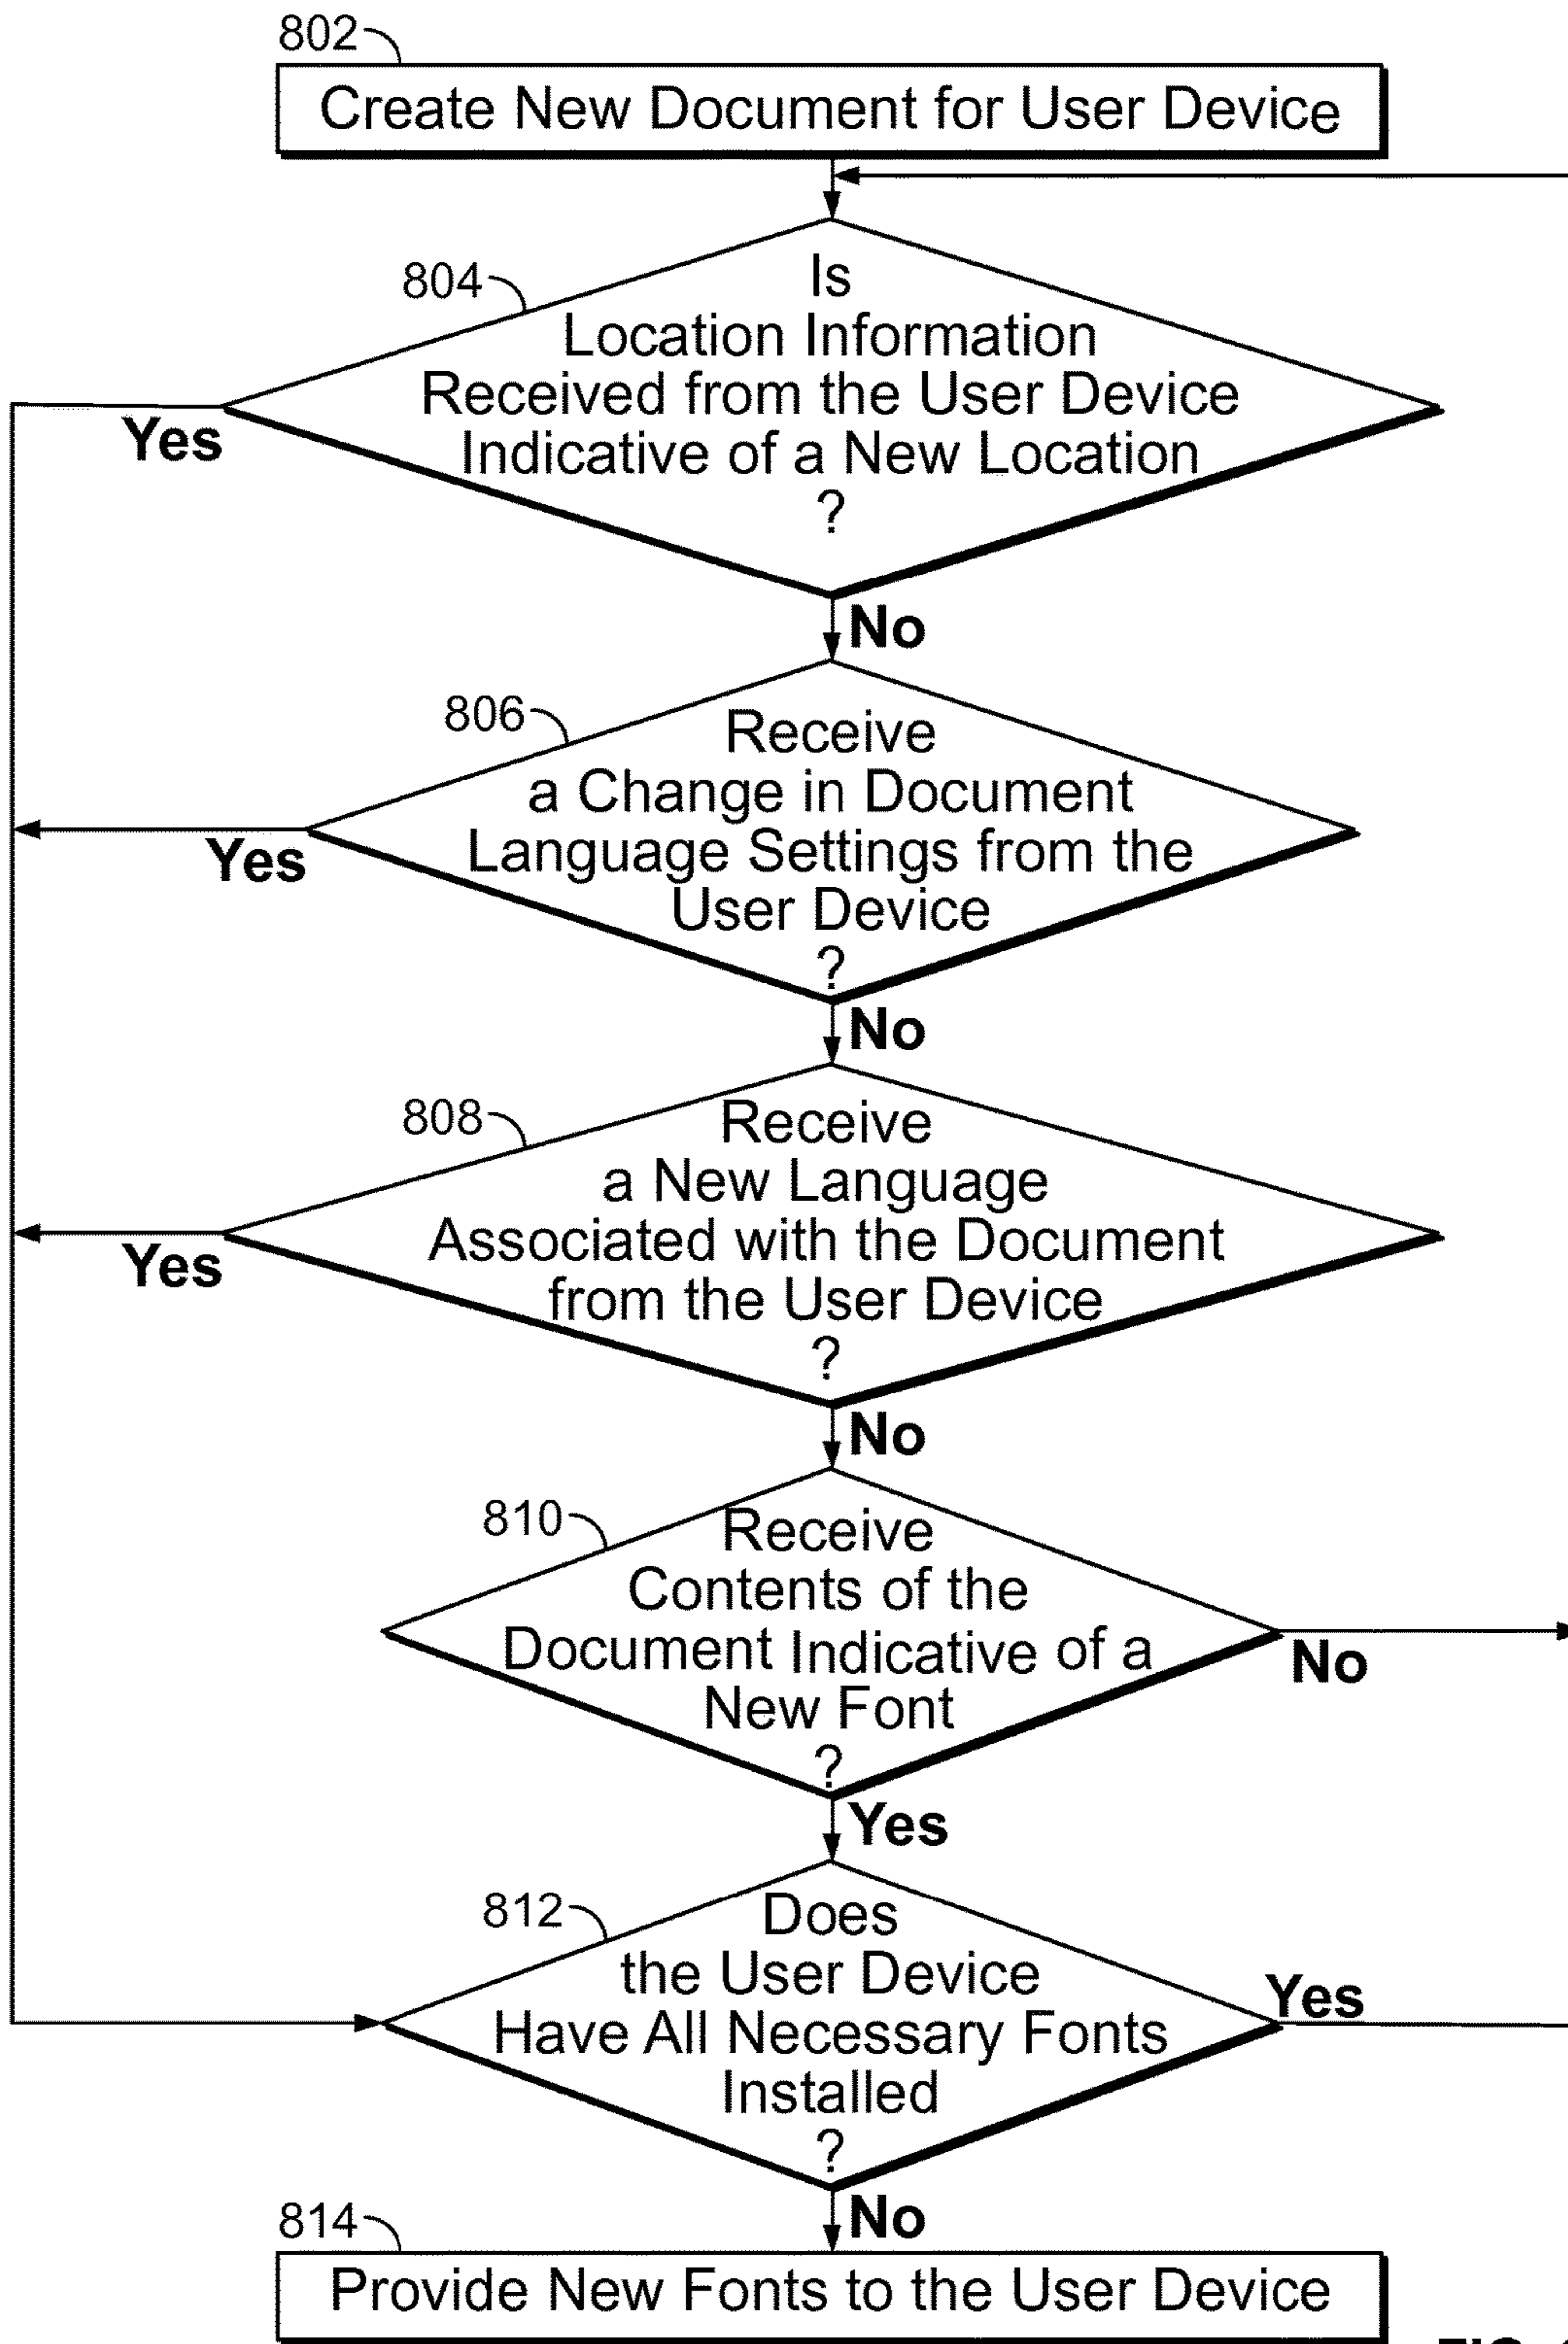 802
Create New Document for User Device
804
Is
Location Information
Received from the User Device
Indicative of a New Location
?
Yes
No
806
Receive
a Change in Document
Language Settings from the
User Device
?
Yes
No
808
Receive
a New Language
Associated with the Document
from the User Device
?
Yes
No
810
Receive
Contents of the
Document Indicative of a
New Font
?
No
Yes
812
Does
the User Device
Have All Necessary Fonts
Installed
?
Yes
No
814
Provide New Fonts to the User Device